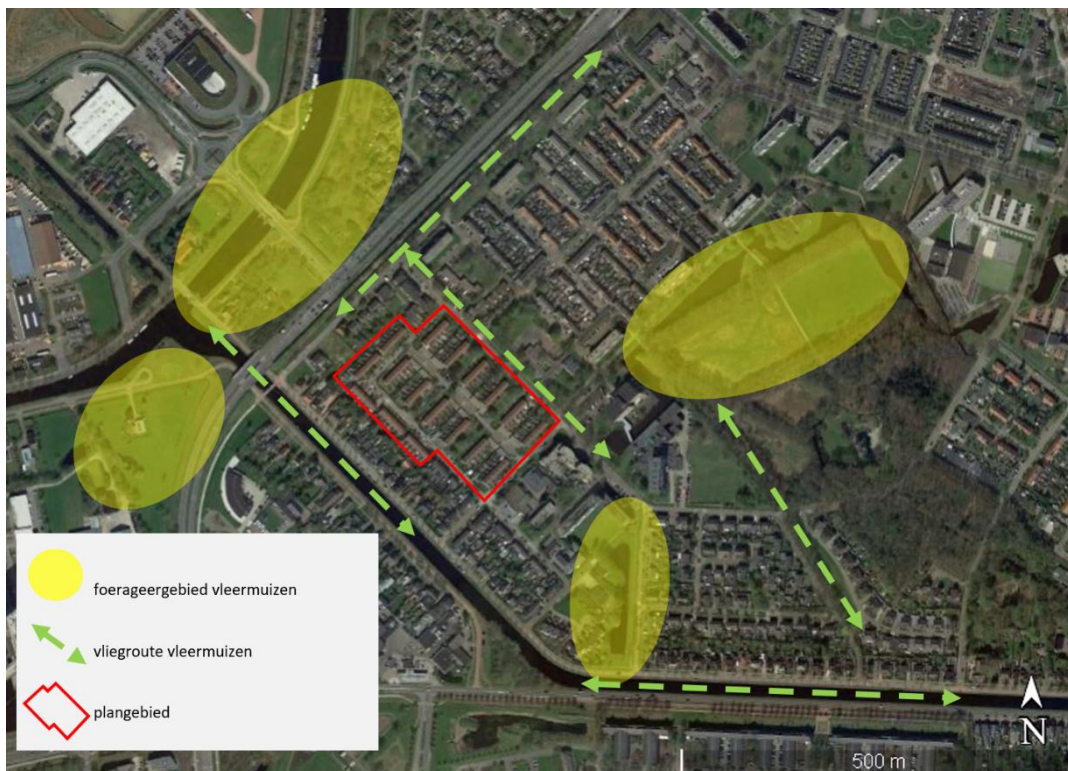 foerageergebied vleermuizen
vliegroute vleermuizen
plangebied
N
500 m